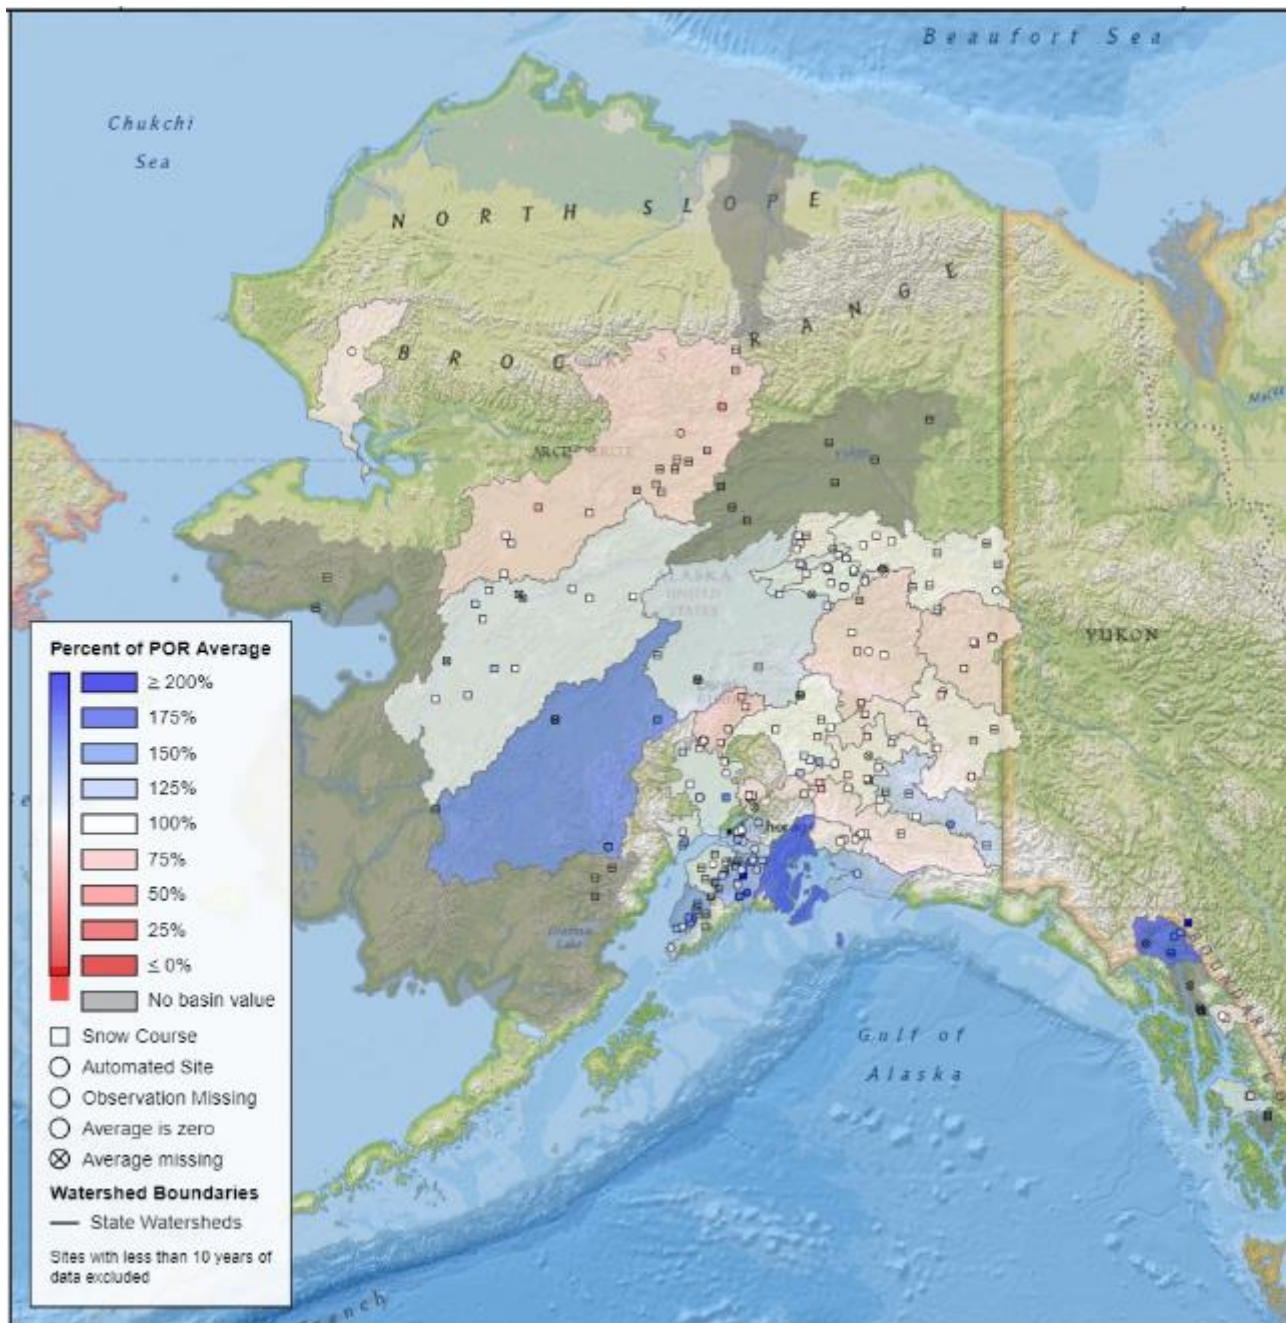 Beaufort Sea
Chukchi
Sea
NORTH SLOPE
RANGE
YUKON
Percent of POR Average
≥ 200%
175%
150%
125%
100%
75%
50%
25%
≤ 0%
No basin value
Snow Course
Automated Site
Observation Missing
Average is zero
Average missing
Watershed Boundaries
State Watersheds
Sites with less than 10 years of
data excluded
Gulf of
Alaska